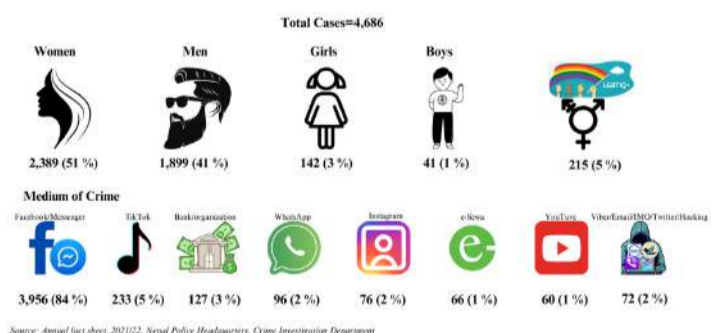 Total Cases=4,686
Women Men Girls Boys
LGBTIQ+
2,389 (51 %) 1,899 (41 %) 142 (3 %) 41 (1 %) 215 (5 %)
Medium of Crime
Facebook/Messenger TikTok Bank/organization WhatsApp Instagram e-Sewa YouTuve Viber/Email/IMO/Twitter/Hacking
3,956 (84 %) 233 (5 %) 127 (3 %) 96 (2 %) 76 (2 %) 66 (1 %) 60 (1 %) 72 (2 %)
Source: Annual fact sheet, 2021/22, Nepal Police Headquarters, Crime Investigation Department